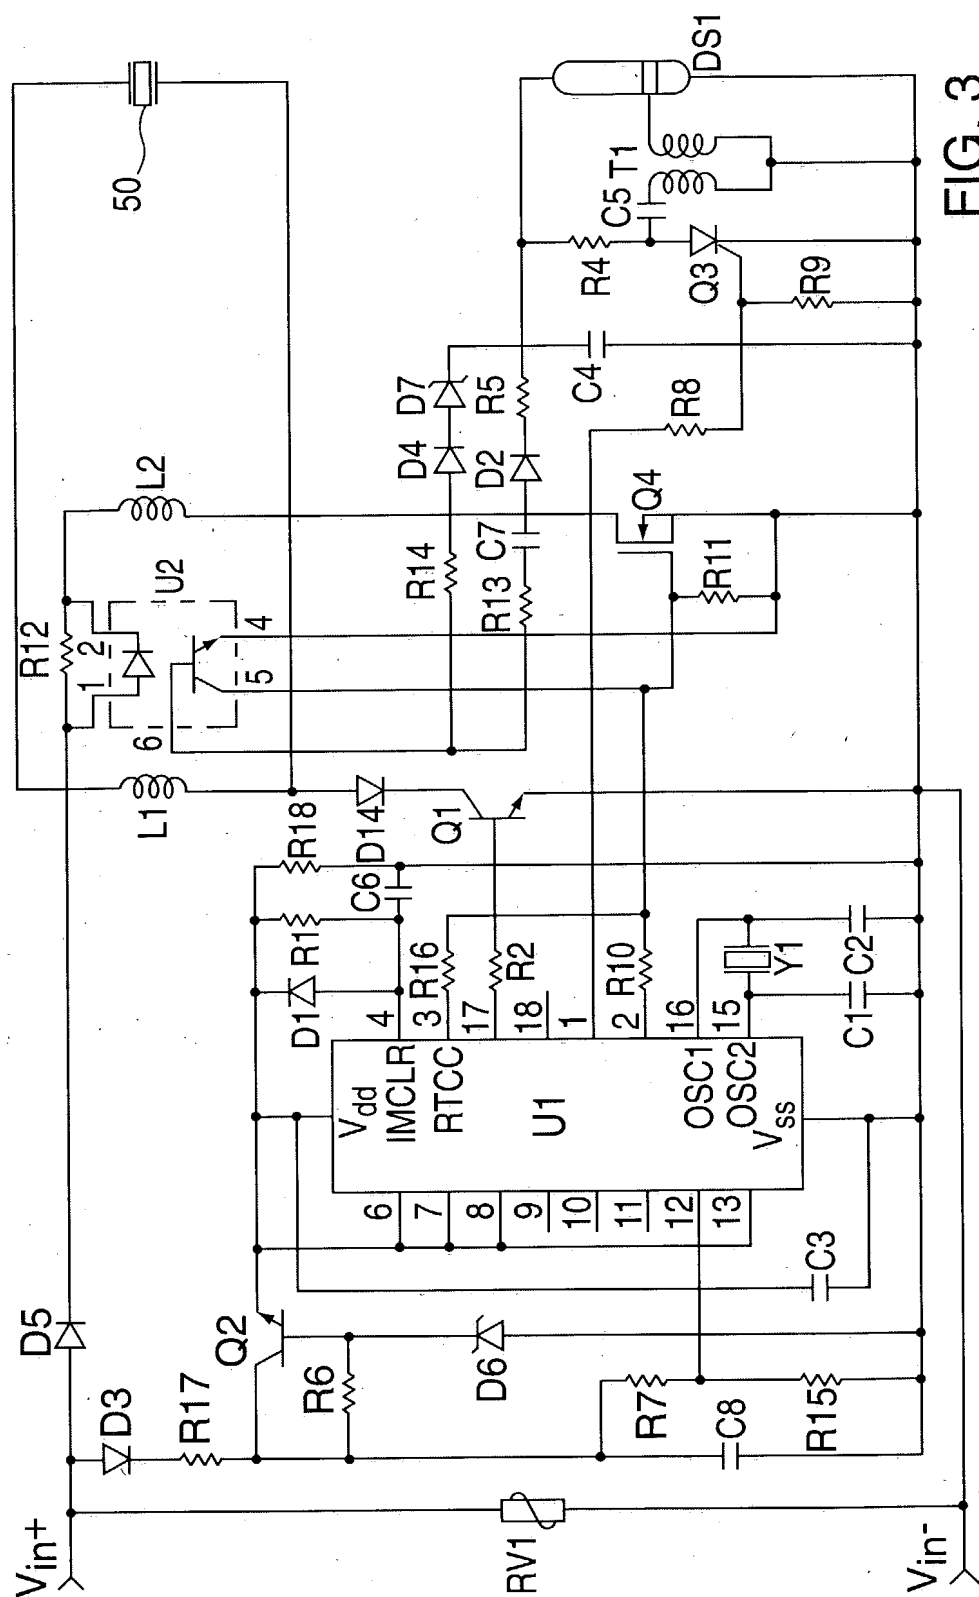 Vin+
D5
R12
L2
50
D3
R17
Q2
R6
D6
R7
C8
R15
C3
RV1
Vin-
L1
R18
D14
C6
R1
D1
Q1
R16
R2
R10
Y1
C1
C2
U1
Vdd
IMCLR
RTCC
OSC1
OSC2
Vss
4
3
17
18
1
2
16
15
6
7
8
9
10
11
12
13
U2
1
2
6
5
4
R14
D4
D7
R13
C7
D2
R5
Q4
R11
R8
C4
R4
Q3
R9
C5
T1
DS1
FIG. 3